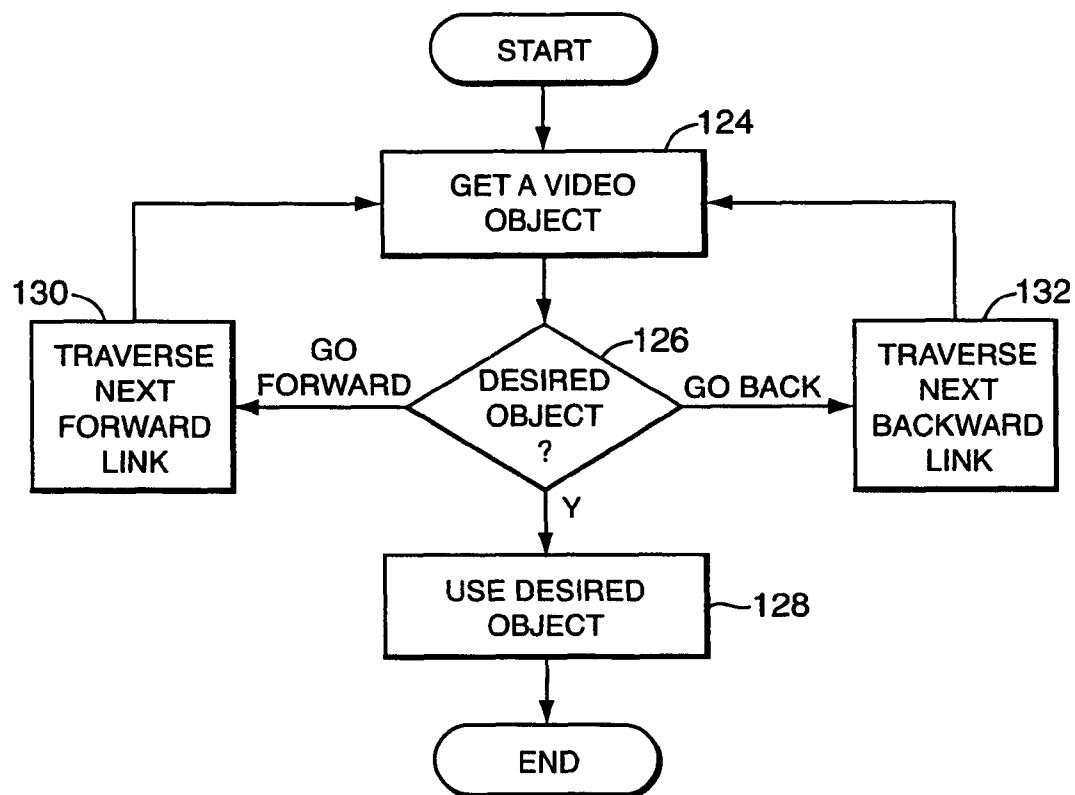 START
124
GET A VIDEO
OBJECT
130
TRAVERSE
NEXT
FORWARD
LINK
GO
FORWARD
126
DESIRED
OBJECT
?
GO BACK
132
TRAVERSE
NEXT
BACKWARD
LINK
Y
USE DESIRED
OBJECT
128
END